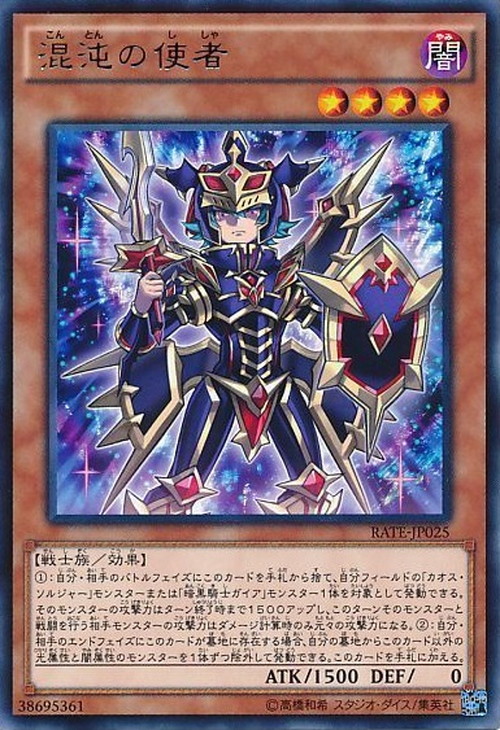 混沌の使者
こん とん し しゃ
闇
やみ
RATE-JP025
【戦士族/効果】
①:自分・相手のバトルフェイズにこのカードを手札から捨て、自分フィールドの「カオス・
ソルジャー」モンスターまたは「暗黒騎士ガイア」モンスター1体を対象として発動できる。
そのモンスターの攻撃力はターン終了時まで1500アップし、このターンそのモンスターと
戦闘を行う相手モンスターの攻撃力はダメージ計算時のみ元々の攻撃力になる。②:自分・
相手のエンドフェイズにこのカードが墓地に存在する場合、自分の墓地からこのカード以外の
光属性と闇属性のモンスターを1体ずつ除外して発動できる。このカードを手札に加える。
ATK/1500 DEF/ 0
38695361
©高橋和希 スタジオ・ダイス/集英社